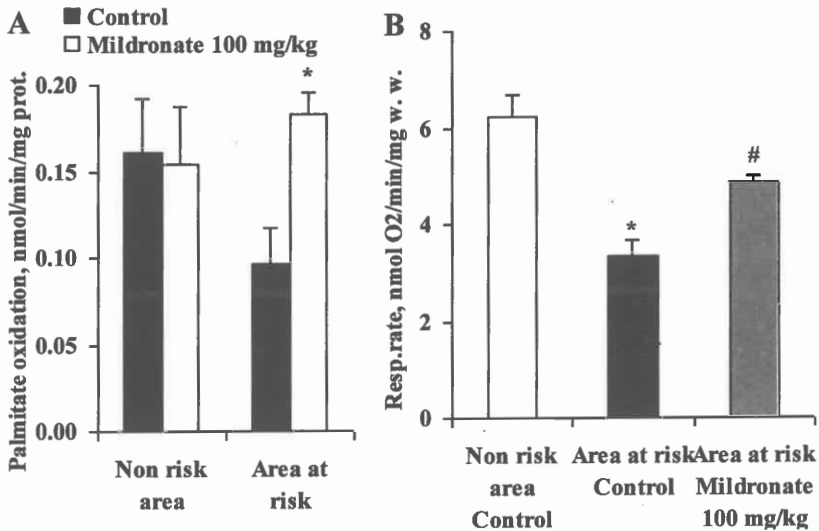 A
Control
Mildronate 100 mg/kg
Palmitate oxidation, nmol/min/mg prot.
0.20
0.15
0.10
0.05
0.00
*
Non risk
area
Area at
risk
B
Resp.rate, nmol O2/min/mg w. w.
8
6
4
2
0
*
#
Non risk
area
Control
Area at risk
Control
Area at risk
Mildronate
100 mg/kg